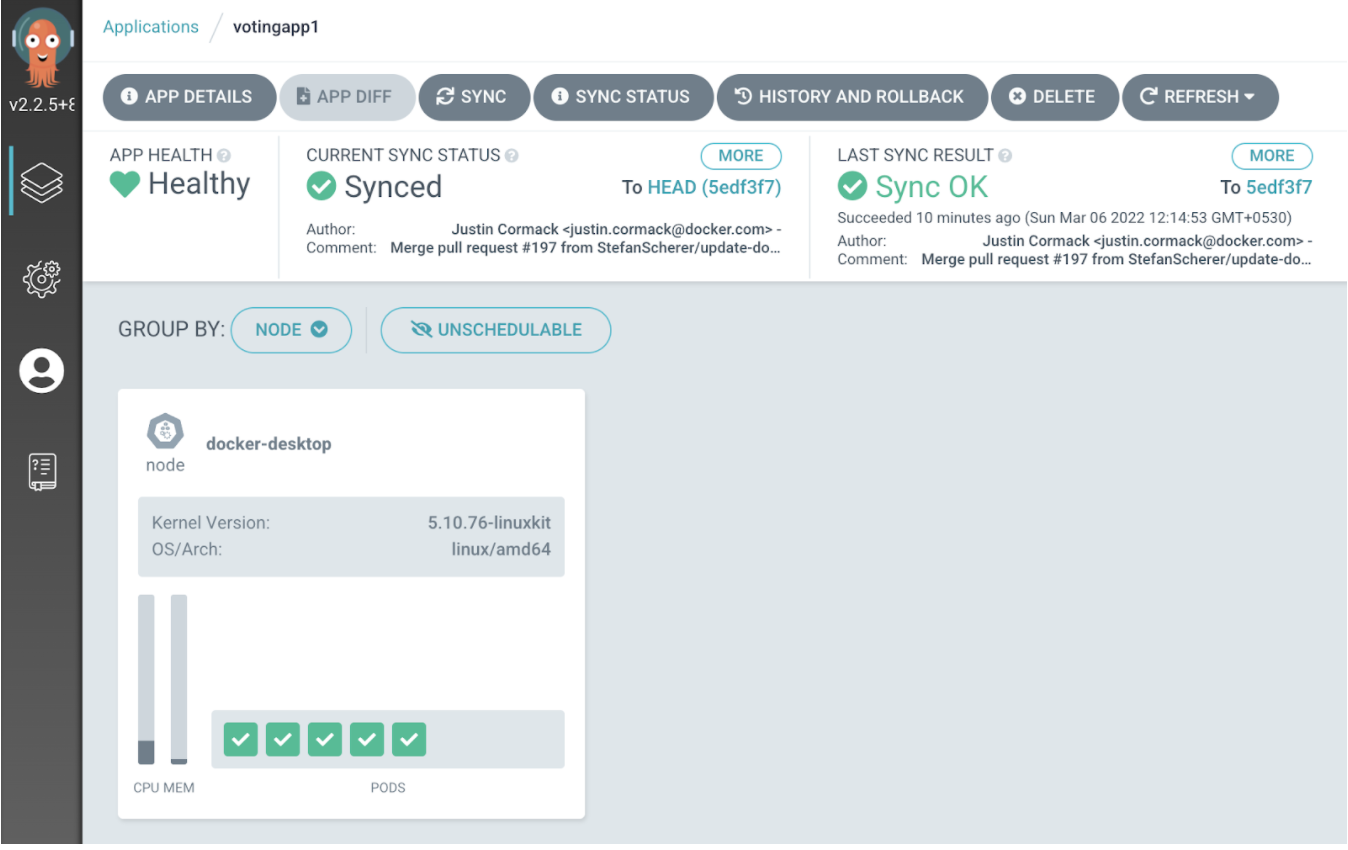 Applications / votingapp1
v2.2.5+8
APP DETAILS APP DIFF SYNC SYNC STATUS HISTORY AND ROLLBACK DELETE REFRESH
APP HEALTH
Healthy
CURRENT SYNC STATUS MORE
Synced To HEAD (5edf3f7)
Author: Justin Cormack <justin.cormack@docker.com> -
Comment: Merge pull request #197 from StefanScherer/update-do...
LAST SYNC RESULT MORE
Sync OK To 5edf3f7
Succeeded 10 minutes ago (Sun Mar 06 2022 12:14:53 GMT+0530)
Author: Justin Cormack <justin.cormack@docker.com> -
Comment: Merge pull request #197 from StefanScherer/update-do...
GROUP BY: NODE UNSCHEDULABLE
docker-desktop
node
Kernel Version: 5.10.76-linuxkit
OS/Arch: linux/amd64
CPU MEM PODS